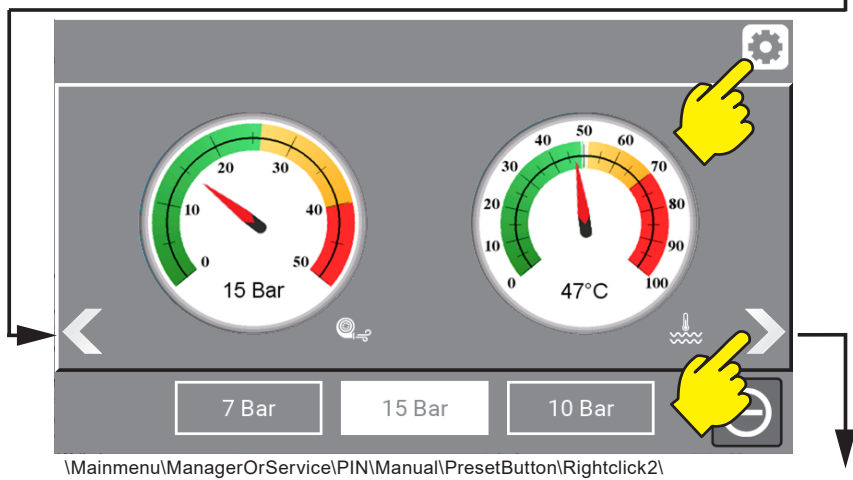 0 10 20 30 40 50
15 Bar
0 10 20 30 40 50 60 70 80 90 100
47°C
7 Bar 15 Bar 10 Bar
\Mainmenu\ManagerOrService\PIN\Manual\PresetButton\Rightclick2\